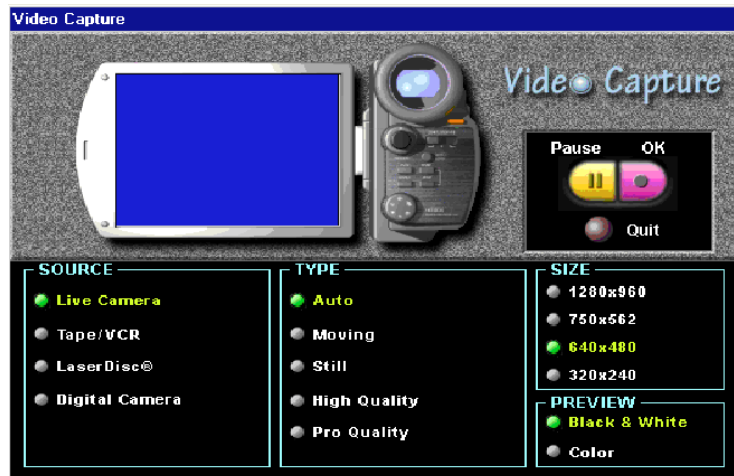 Video Capture
Video Capture
Pause OK
Quit
SOURCE
Live Camera
Tape/VCR
LaserDisc®
Digital Camera
TYPE
Auto
Moving
Still
High Quality
Pro Quality
SIZE
1280x960
750x562
640x480
320x240
PREVIEW
Black & White
Color